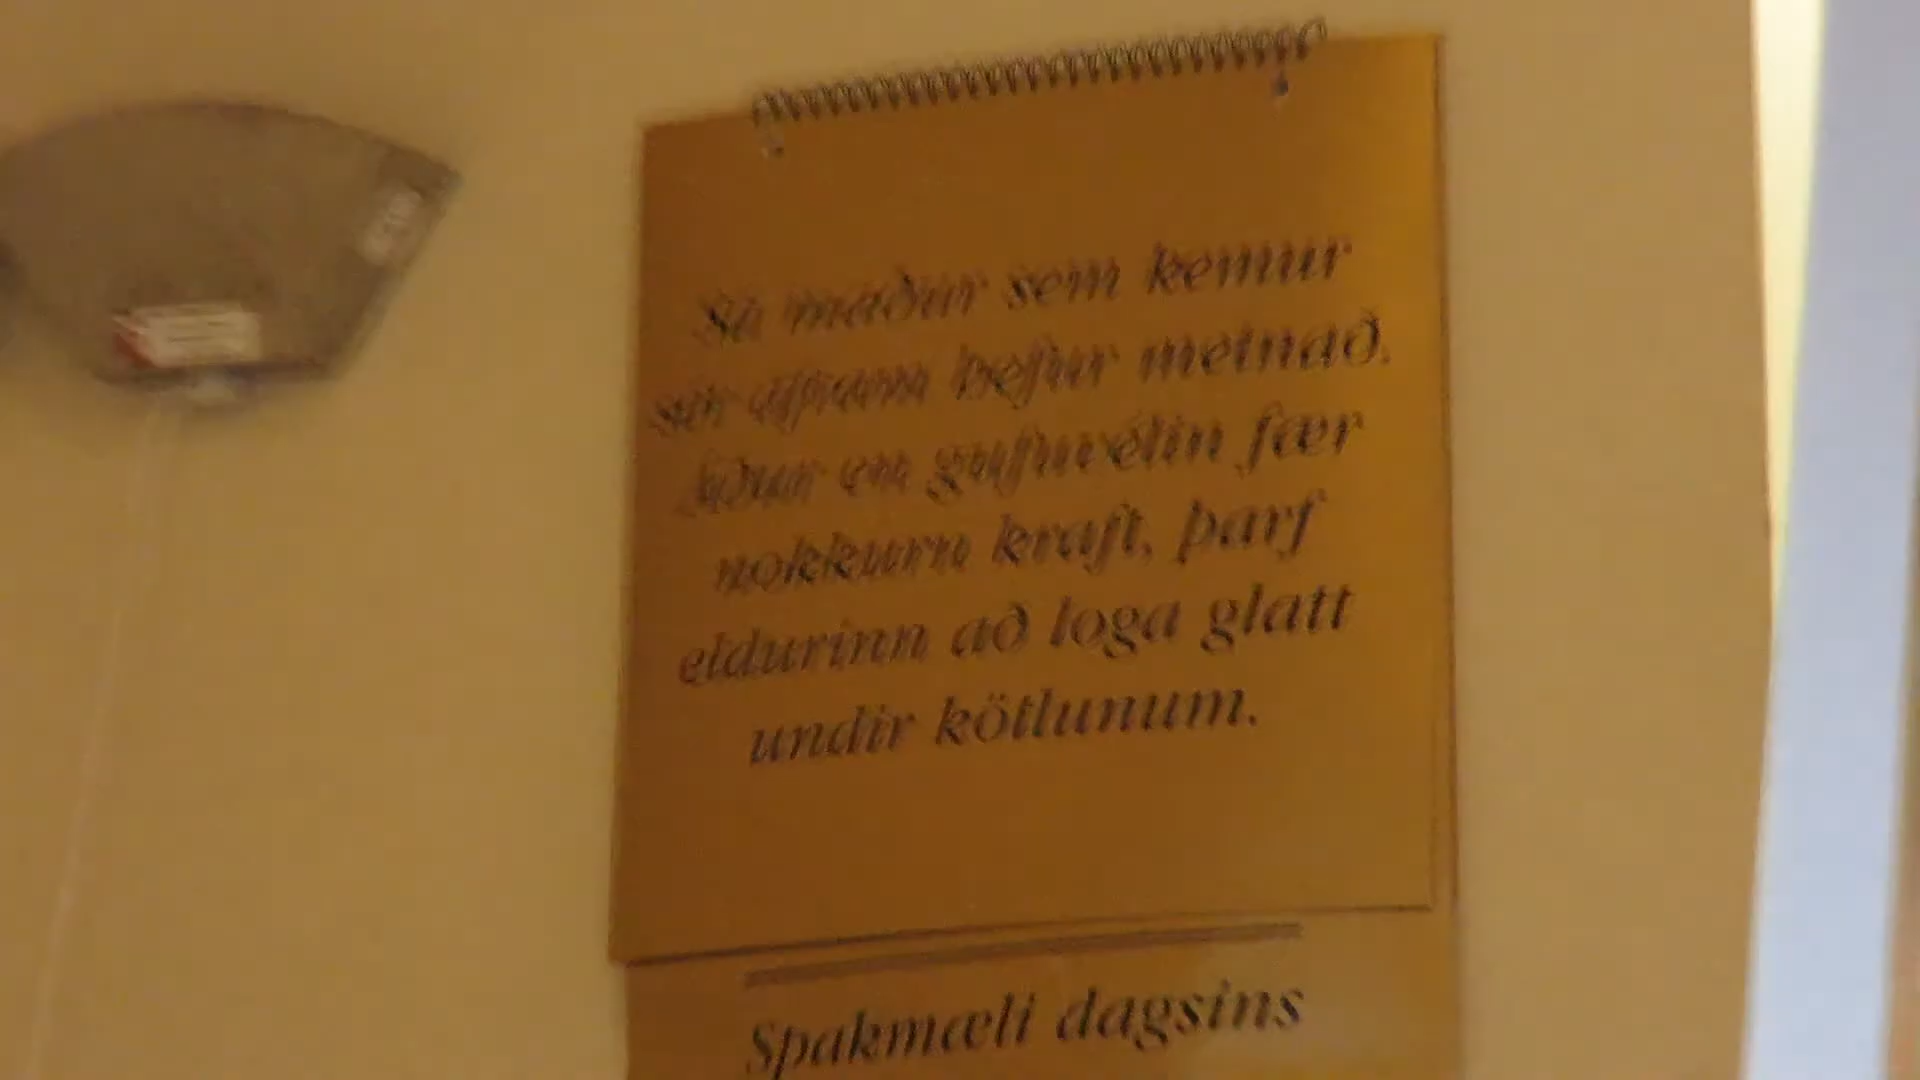 Sá maður sem kemur
sér áfram hefur metnað.
Áður en gufuvélin fær
nokkurn kraft, þarf
eldurinn að loga glatt
undir kötlunum.
Spakmæli dagsins